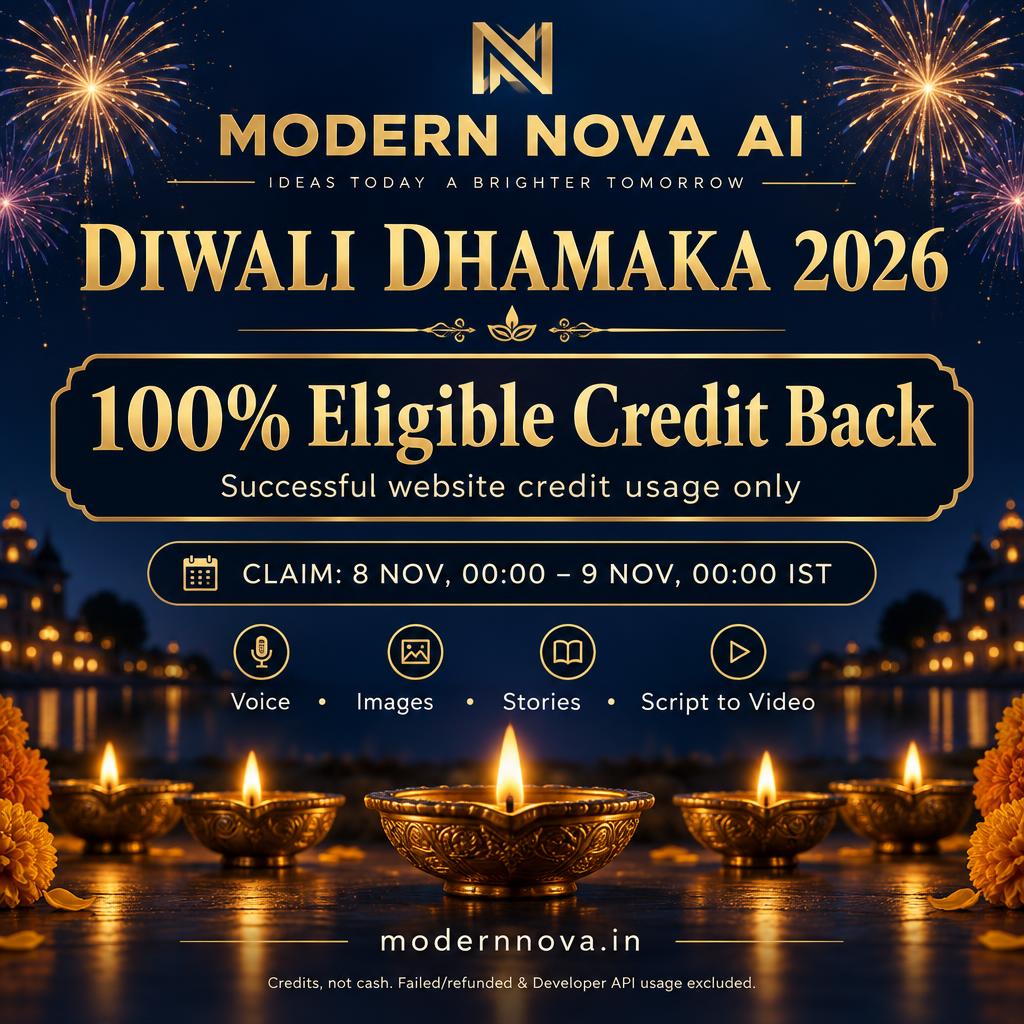 MODERN NOVA AI
IDEAS TODAY A BRIGHTER TOMORROW
DIWALI DHAMAKA 2026
100% Eligible Credit Back
Successful website credit usage only
CLAIM: 8 NOV, 00:00 – 9 NOV, 00:00 IST
Voice • Images • Stories • Script to Video
modernnova.in
Credits, not cash. Failed/refunded & Developer API usage excluded.